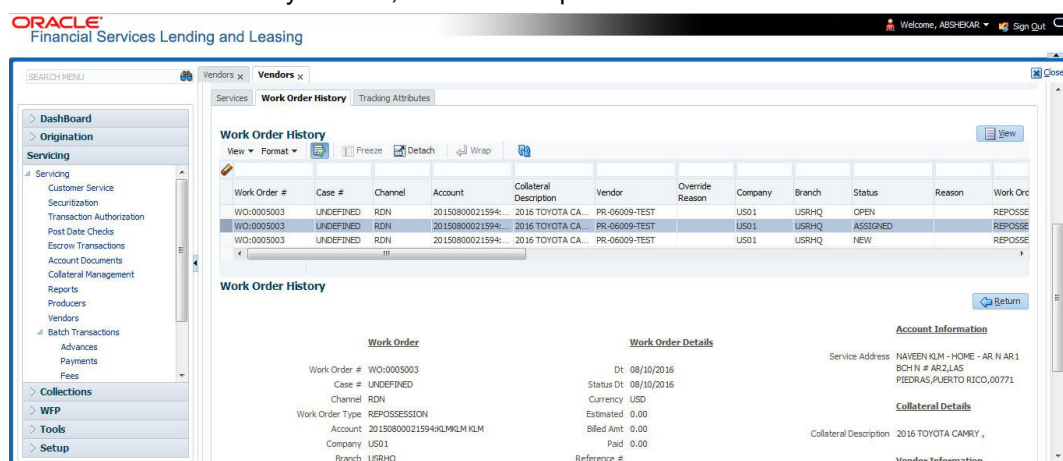 ORACLE
Financial Services Lending and Leasing
Welcome, ABSHEKAR Sign Out
SEARCH MENU
Vendors x Vendors x
Close
Services Work Order History Tracking Attributes
DashBoard
Origination
Servicing
Servicing
Customer Service
Securitization
Transaction Authorization
Post Date Checks
Escrow Transactions
Account Documents
Collateral Management
Reports
Producers
Vendors
Batch Transactions
Advances
Payments
Fees
Collections
WFP
Tools
Setup
Work Order History
View
View Format Freeze Detach Wrap
Work Order # Case # Channel Account Collateral Description Vendor Override Reason Company Branch Status Reason Work Ord
WO:0005003 UNDEFINED RDN 20150800021594:... 2016 TOYOTA CA... PR-06009-TEST US01 USRHQ OPEN REPOSSE
WO:0005003 UNDEFINED RDN 20150800021594:... 2016 TOYOTA CA... PR-06009-TEST US01 USRHQ ASSIGNED REPOSSE
WO:0005003 UNDEFINED RDN 20150800021594:... 2016 TOYOTA CA... PR-06009-TEST US01 USRHQ NEW REPOSSE
Work Order History
Return
Work Order
Work Order # WO:0005003
Case # UNDEFINED
Channel RDN
Work Order Type REPOSSESSION
Account 20150800021594:KLMKLM KLM
Company US01
Branch USRHQ
Work Order Details
Dt 08/10/2016
Status Dt 08/10/2016
Currency USD
Estimated 0.00
Billed Amt 0.00
Paid 0.00
Reference #
Account Information
Service Address NAVEEN KLM - HOME - AR N AR1
BCH N # AR2,LAS
PIEDRAS,PUERTO RICO,00771
Collateral Details
Collateral Description 2016 TOYOTA CAMRY ,
Vendor Information